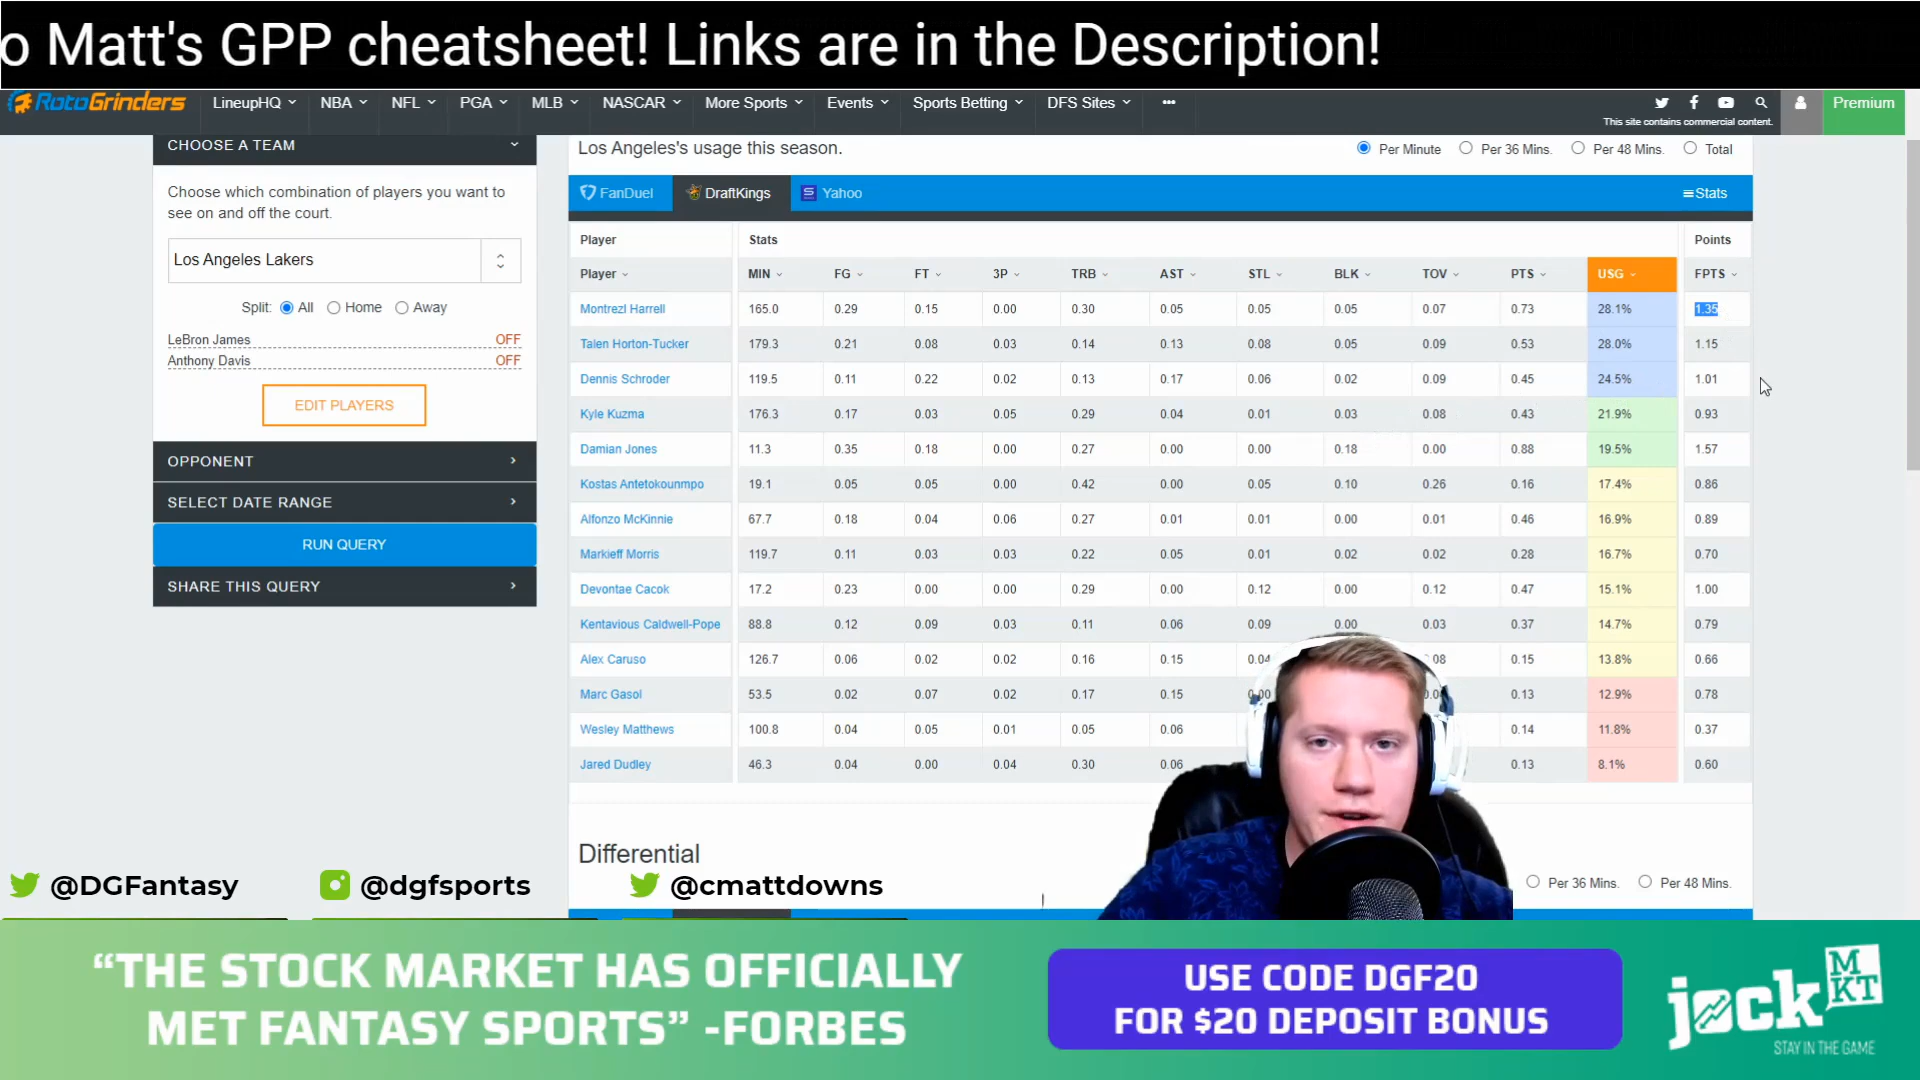 o Matt's GPP cheatsheet! Links are in the Description!
RotoGrinders LineupHQ NBA NFL PGA MLB NASCAR More Sports Events Sports Betting DFS Sites ••• Premium
This site contains commercial content.
CHOOSE A TEAM
Choose which combination of players you want to
see on and off the court.
Los Angeles Lakers
Split: All Home Away
LeBron James OFF
Anthony Davis OFF
EDIT PLAYERS
OPPONENT
SELECT DATE RANGE
RUN QUERY
SHARE THIS QUERY
Los Angeles's usage this season. Per Minute Per 36 Mins. Per 48 Mins. Total
FanDuel DraftKings Yahoo Stats
Player Stats Points
Player MIN FG FT 3P TRB AST STL BLK TOV PTS USG FPTS
Montrezl Harrell 165.0 0.29 0.15 0.00 0.30 0.05 0.05 0.05 0.07 0.73 28.1% 1.35
Talen Horton-Tucker 179.3 0.21 0.08 0.03 0.14 0.13 0.08 0.05 0.09 0.53 28.0% 1.15
Dennis Schroder 119.5 0.11 0.22 0.02 0.13 0.17 0.06 0.02 0.09 0.45 24.5% 1.01
Kyle Kuzma 176.3 0.17 0.03 0.05 0.29 0.04 0.01 0.03 0.08 0.43 21.9% 0.93
Damian Jones 11.3 0.35 0.18 0.00 0.27 0.00 0.00 0.18 0.00 0.88 19.5% 1.57
Kostas Antetokounmpo 19.1 0.05 0.05 0.00 0.42 0.00 0.05 0.10 0.26 0.16 17.4% 0.86
Alfonzo McKinnie 67.7 0.18 0.04 0.06 0.27 0.01 0.01 0.00 0.01 0.46 16.9% 0.89
Markieff Morris 119.7 0.11 0.03 0.03 0.22 0.05 0.01 0.02 0.02 0.28 16.7% 0.70
Devontae Cacok 17.2 0.23 0.00 0.00 0.29 0.00 0.12 0.00 0.12 0.47 15.1% 1.00
Kentavious Caldwell-Pope 88.8 0.12 0.09 0.03 0.11 0.06 0.09 0.00 0.03 0.37 14.7% 0.79
Alex Caruso 126.7 0.06 0.02 0.02 0.16 0.15 0.04 08 0.15 13.8% 0.66
Marc Gasol 53.5 0.02 0.07 0.02 0.17 0.15 0.00 0.13 12.9% 0.78
Wesley Matthews 100.8 0.04 0.05 0.01 0.05 0.06 0.14 11.8% 0.37
Jared Dudley 46.3 0.04 0.00 0.04 0.30 0.06 0.13 8.1% 0.60
Differential
Per 36 Mins. Per 48 Mins.
@DGFantasy @dgfsports @cmattdowns
“THE STOCK MARKET HAS OFFICIALLY
MET FANTASY SPORTS” -FORBES
USE CODE DGF20
FOR $20 DEPOSIT BONUS
jock MKT
STAY IN THE GAME